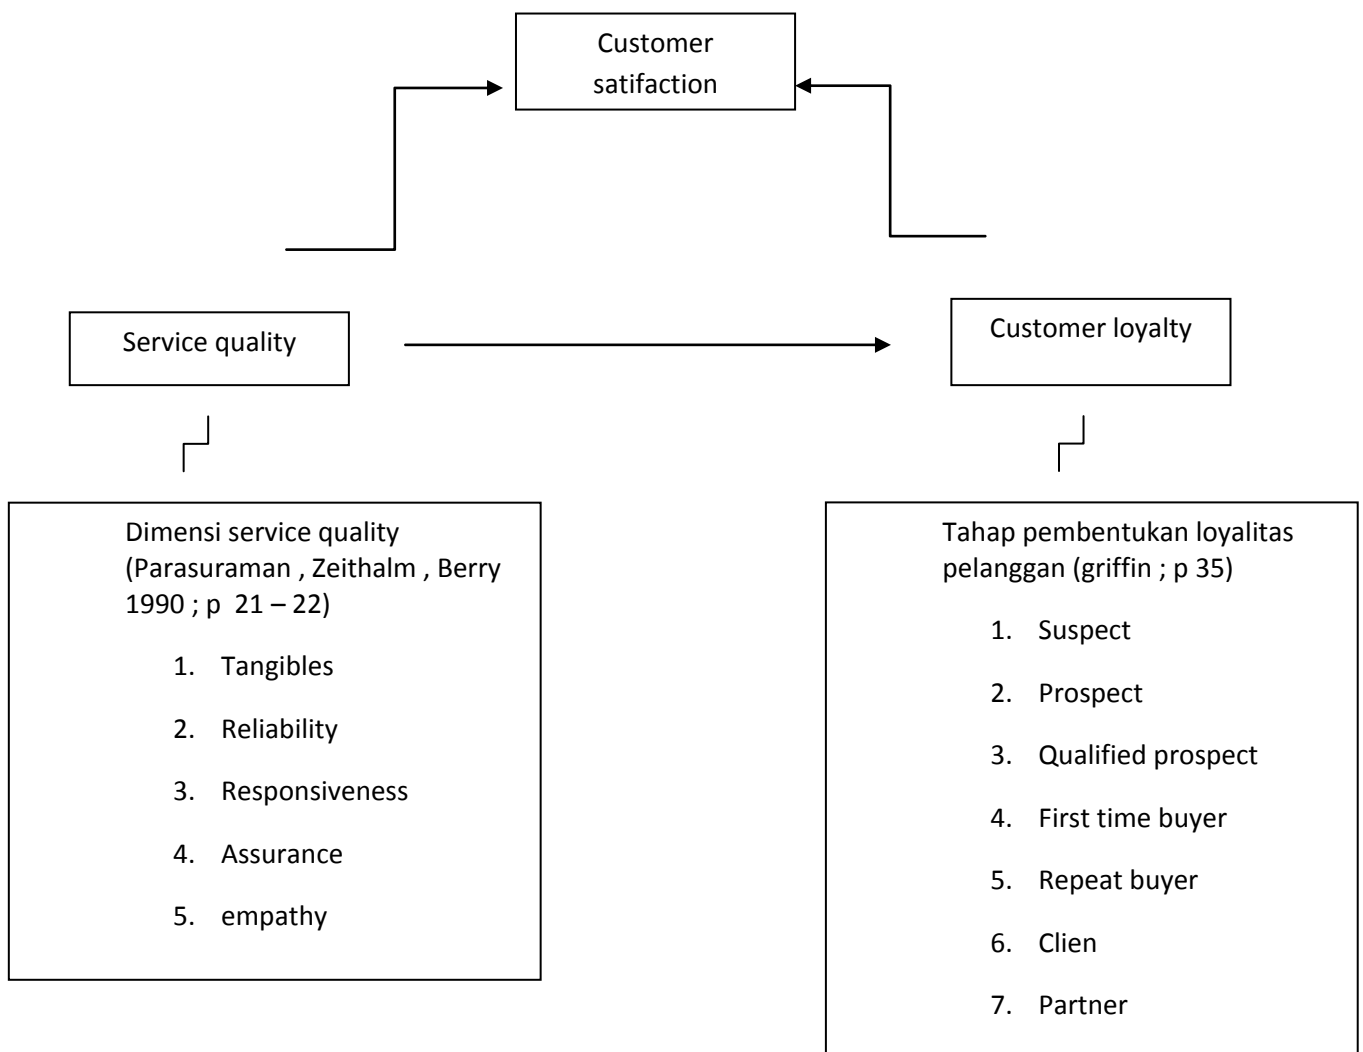 Customer
satifaction
Service quality
Customer loyalty
Dimensi service quality
(Parasuraman , Zeithalm , Berry
1990 ; p 21 – 22)
1. Tangibles
2. Reliability
3. Responsiveness
4. Assurance
5. empathy
Tahap pembentukan loyalitas
pelanggan (griffin ; p 35)
1. Suspect
2. Prospect
3. Qualified prospect
4. First time buyer
5. Repeat buyer
6. Clien
7. Partner